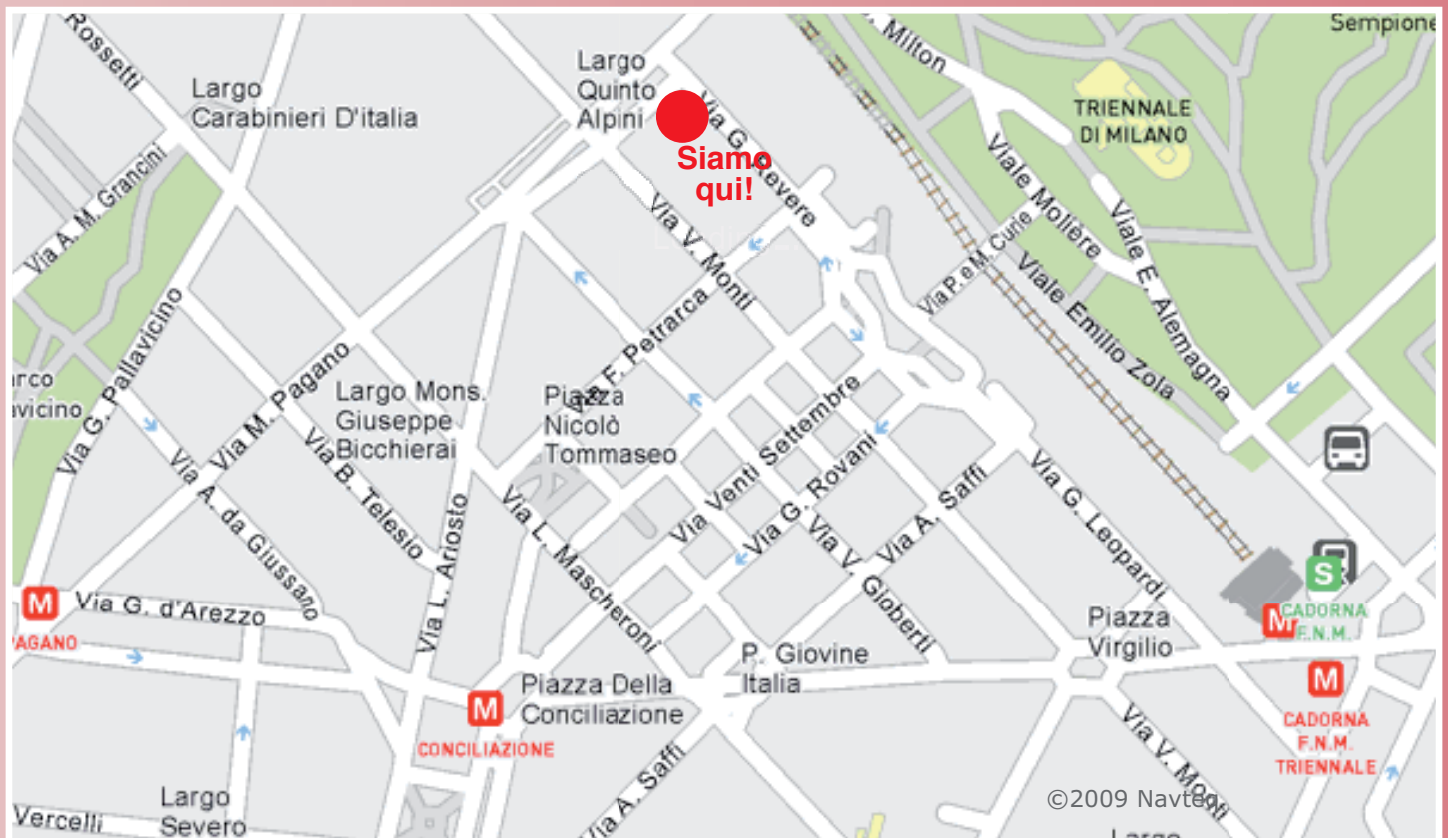 Rossetti
Largo
Carabinieri D'italia
Largo
Quinto
Alpini
Via G. Revere
Siamo
qui!
Milton
Sempione
TRIENNALE
DI MILANO
Viale Molière
Viale E. Alemagna
Via P. e M. Curie
Viale Emilio Zola
Via A. M. Grancini
Via V. Monti
Via G. Pallavicino
Via M. Pagano
Via F. Petrarca
Largo Mons.
Giuseppe
Bicchierai
Piazza
Nicolò
Tommaseo
Via B. Telesio
Via A. da Giussano
Via L. Ariosto
Via L. Mascheroni
Via Venti Settembre
Via G. Rovani
Via A. Saffi
Via V. Globerti
Via G. Leopardi
M
PAGANO
Via G. d'Arezzo
S
M
CADORNA
F.N.M.
Piazza
Virgilio
P. Giovine
Italia
M
CONCILIAZIONE
Piazza Della
Conciliazione
M
CADORNA
F.N.M.
TRIENNALE
Via V. Monti
Via A. Saffi
Vercelli
Largo
Severo
©2009 Navteq
Largo